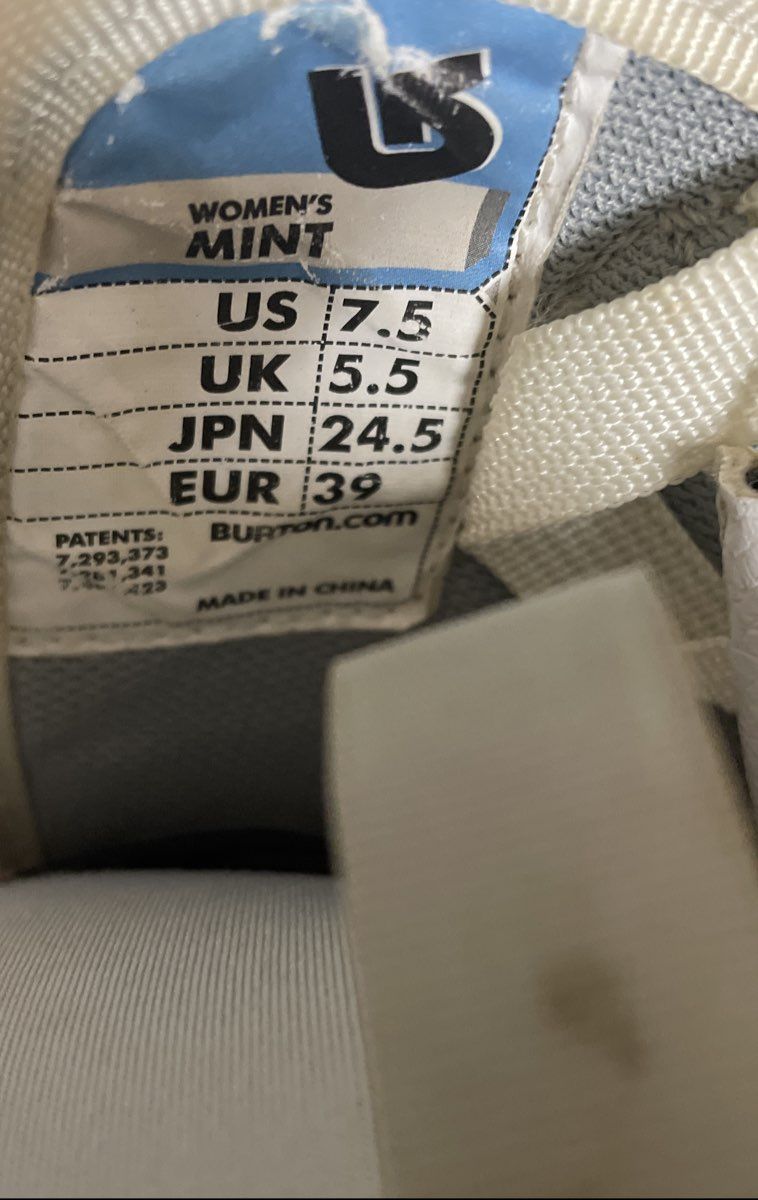 WOMEN'S
MINT
US 7.5
UK 5.5
JPN 24.5
EUR 39
PATENTS:
7,293,373
BURTON.COM
MADE IN CHINA